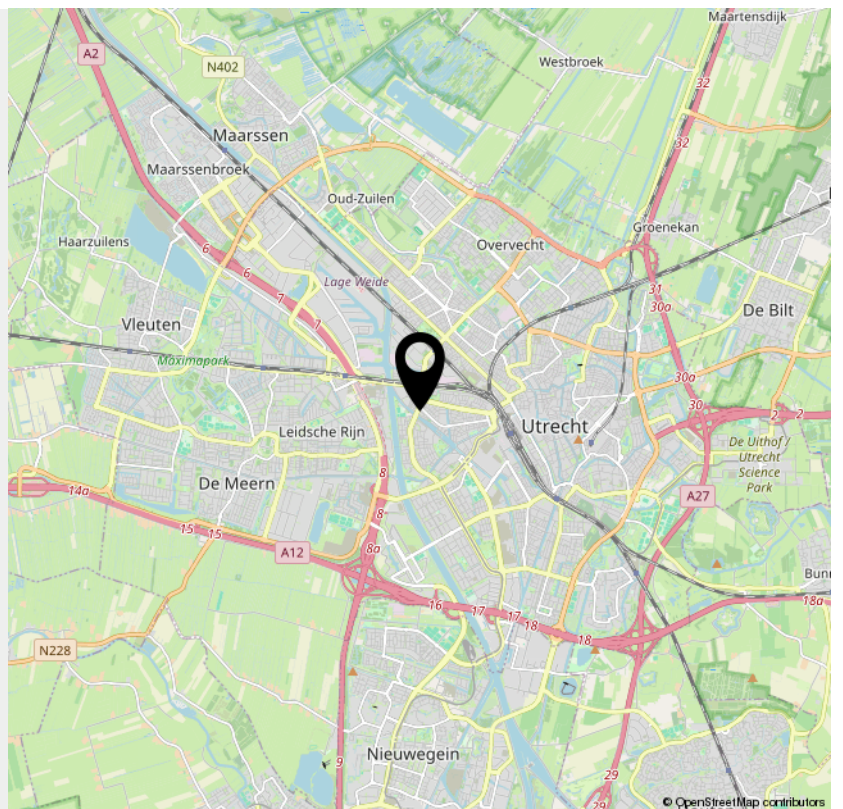 Maartensdijk
A2
N402
Westbroek
32
Maarssen
32
Maarssenbroek
Oud-Zuilen
Groenekan
Haarzuilens
6
Overvecht
6
Lage Weide
31
7
30a
De Bilt
Vleuten
7
Maximapark
30a
30
2
2
Utrecht
Leidsche Rijn
De Uithof /
Utrecht
Science
Park
8
De Meern
14a
A27
8
15
15
8a
A12
Bunn
16
17
17
18
18a
18
N228
Nieuwegein
9
29
29
© OpenStreetMap contributors